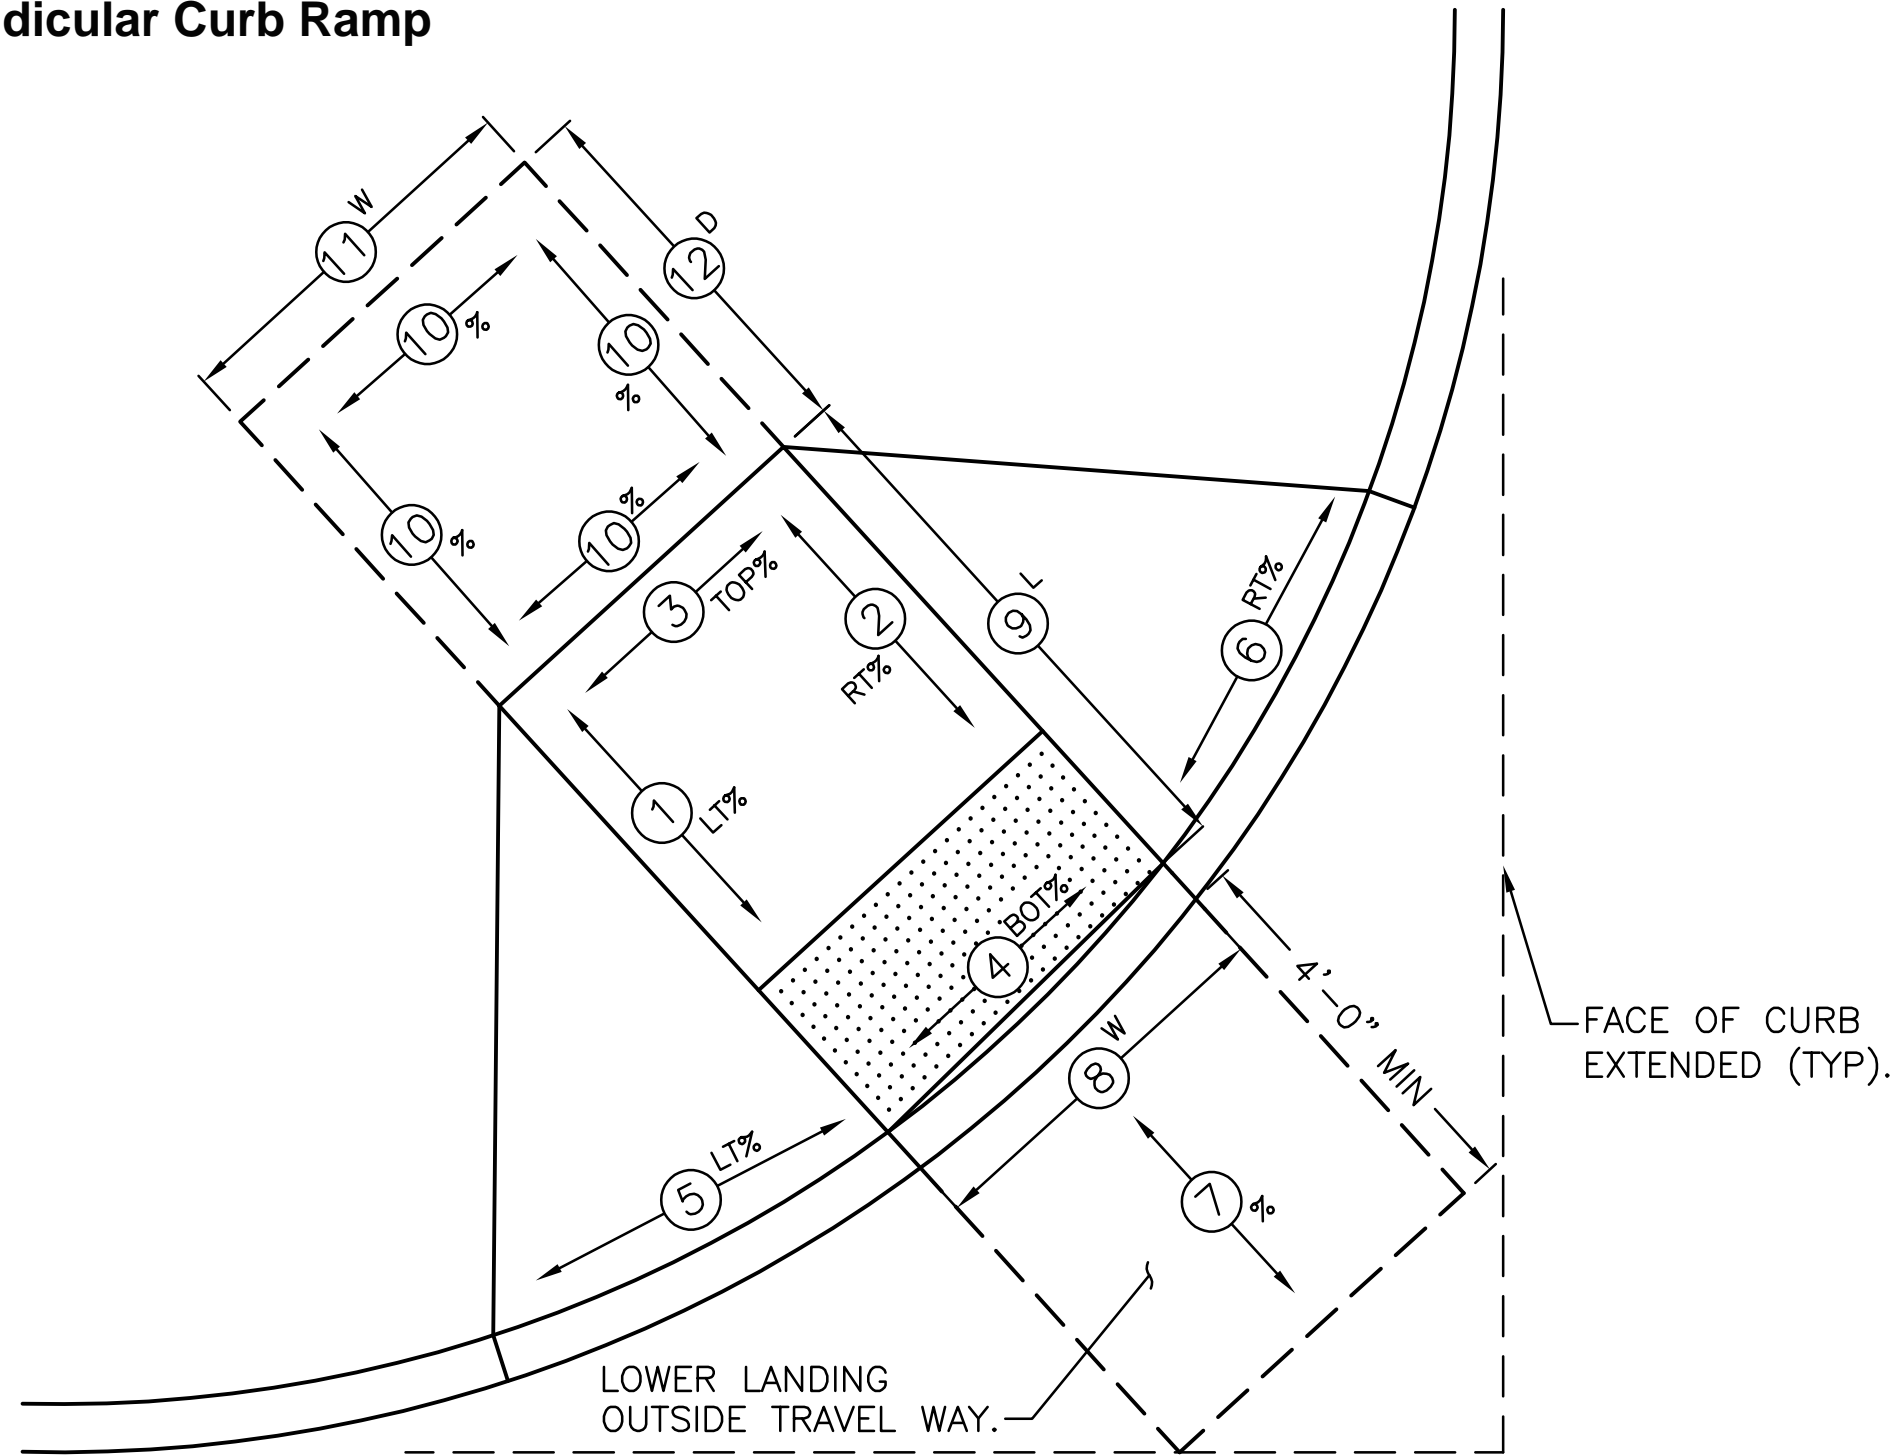 dicular Curb Ramp
W
11
D
12
10 %
10
%
10 %
10
%
3 TOP%
2
RT%
9 L
6 RT%
1 LT%
4 BOT%
5 LT%
8 W
7 %
4'-0" MIN
FACE OF CURB
EXTENDED (TYP).
LOWER LANDING
OUTSIDE TRAVEL WAY.